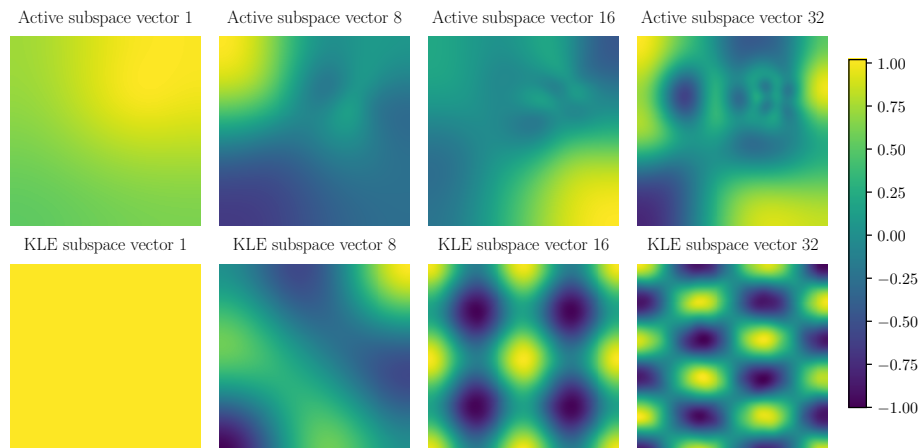 Active subspace vector 1
Active subspace vector 8
Active subspace vector 16
Active subspace vector 32
KLE subspace vector 1
KLE subspace vector 8
KLE subspace vector 16
KLE subspace vector 32
1.00
0.75
0.50
0.25
0.00
−0.25
−0.50
−0.75
−1.00